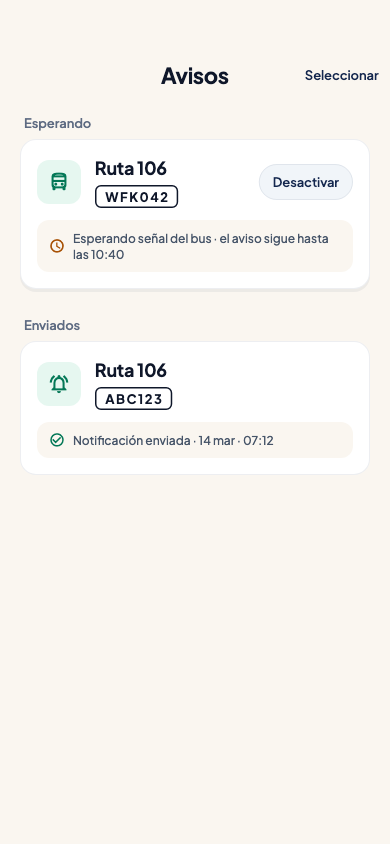 Avisos
Seleccionar
Esperando
Ruta 106
WFK042
Desactivar
Esperando señal del bus · el aviso sigue hasta
las 10:40
Enviados
Ruta 106
ABC123
Notificación enviada · 14 mar · 07:12